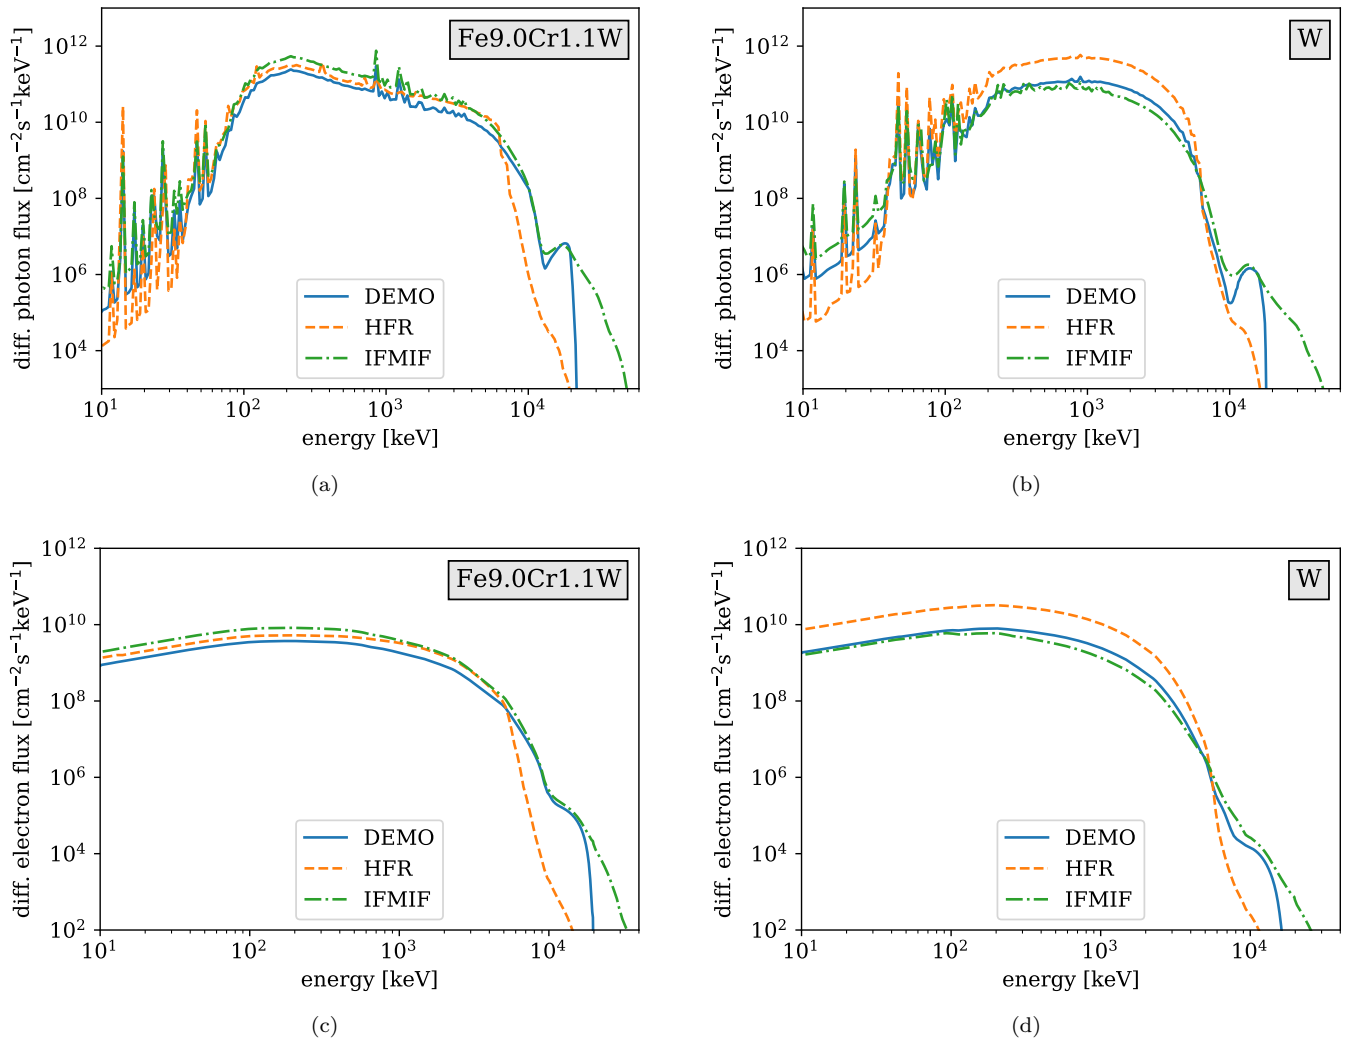 diff. photon flux [cm⁻²s⁻¹keV⁻¹]
10¹²
10¹⁰
10⁸
10⁶
10⁴
Fe9.0Cr1.1W
DEMO
HFR
IFMIF
10¹ 10² 10³ 10⁴
energy [keV]
(a)
diff. photon flux [cm⁻²s⁻¹keV⁻¹]
10¹²
10¹⁰
10⁸
10⁶
10⁴
W
DEMO
HFR
IFMIF
10¹ 10² 10³ 10⁴
energy [keV]
(b)
diff. electron flux [cm⁻²s⁻¹keV⁻¹]
10¹²
10¹⁰
10⁸
10⁶
10⁴
10²
Fe9.0Cr1.1W
DEMO
HFR
IFMIF
10¹ 10² 10³ 10⁴
energy [keV]
(c)
diff. electron flux [cm⁻²s⁻¹keV⁻¹]
10¹²
10¹⁰
10⁸
10⁶
10⁴
10²
W
DEMO
HFR
IFMIF
10¹ 10² 10³ 10⁴
energy [keV]
(d)